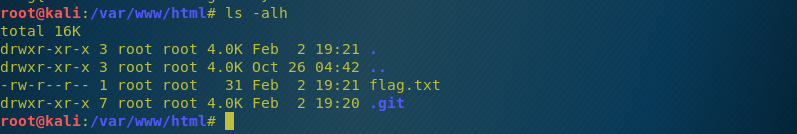 root@kali:/var/www/html# ls -alh
total 16K
drwxr-xr-x 3 root root 4.0K Feb  2 19:21 .
drwxr-xr-x 3 root root 4.0K Oct 26 04:42 ..
-rw-r--r-- 1 root root   31 Feb  2 19:21 flag.txt
drwxr-xr-x 7 root root 4.0K Feb  2 19:20 .git
root@kali:/var/www/html#